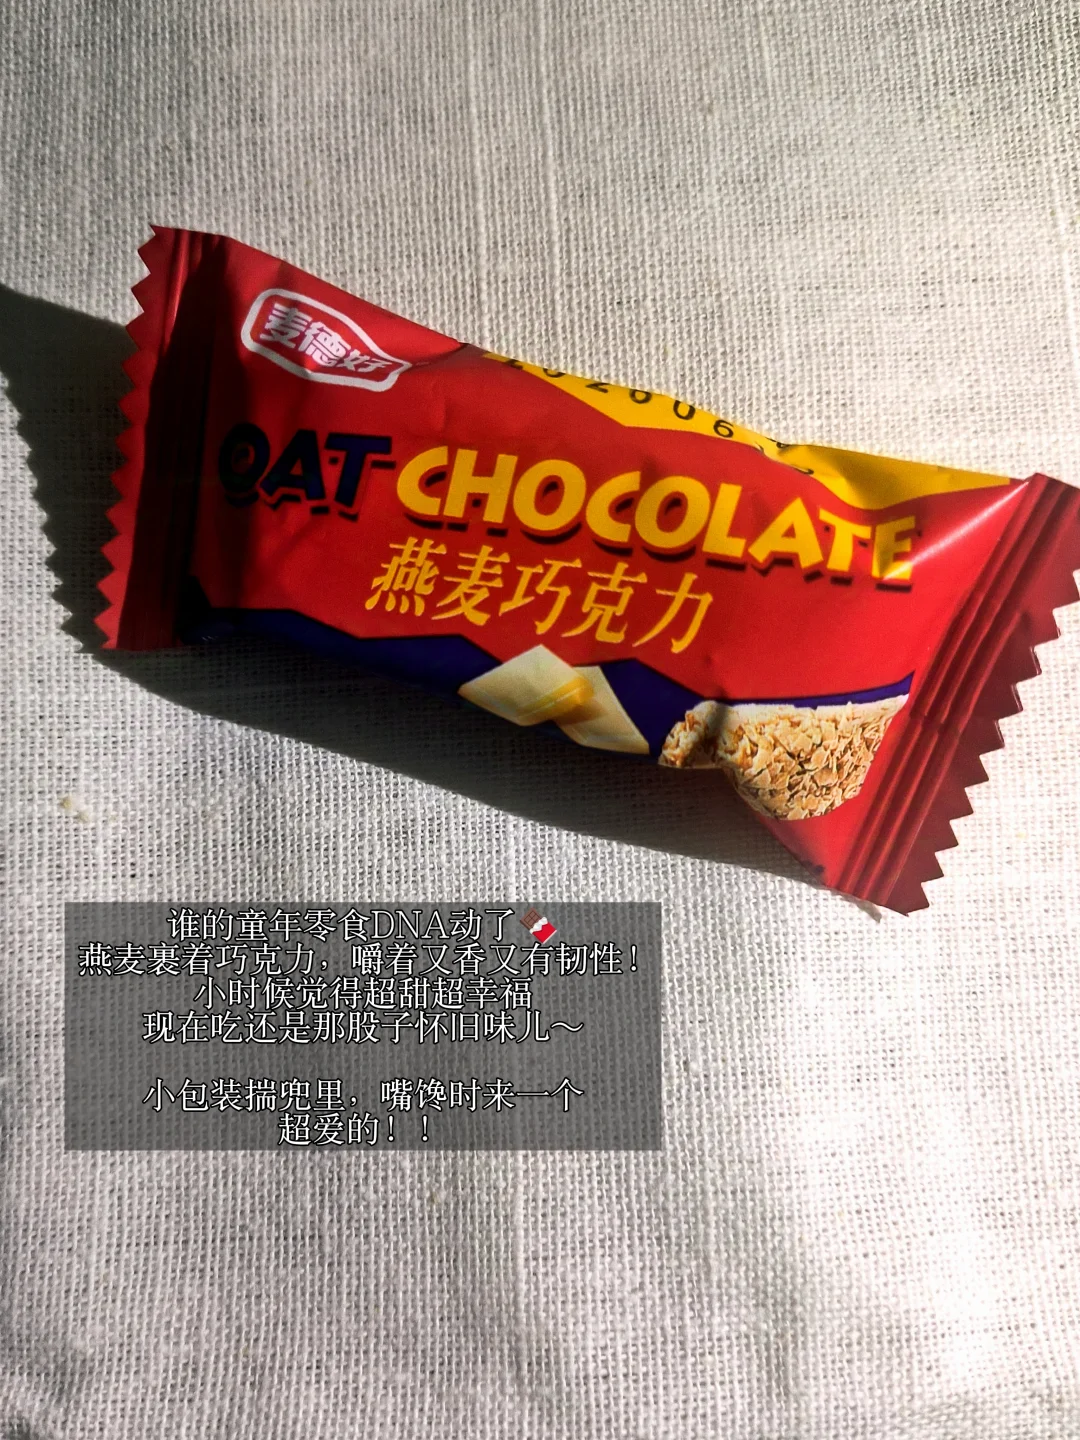 麦德好
OAT CHOCOLATE
燕麦巧克力
谁的童年零食DNA动了🍫
燕麦裹着巧克力，嚼着又香又有韧性！
小时候觉得超甜超幸福
现在吃还是那股子怀旧味儿～
小包装揣兜里，嘴馋时来一个
超爱的！！